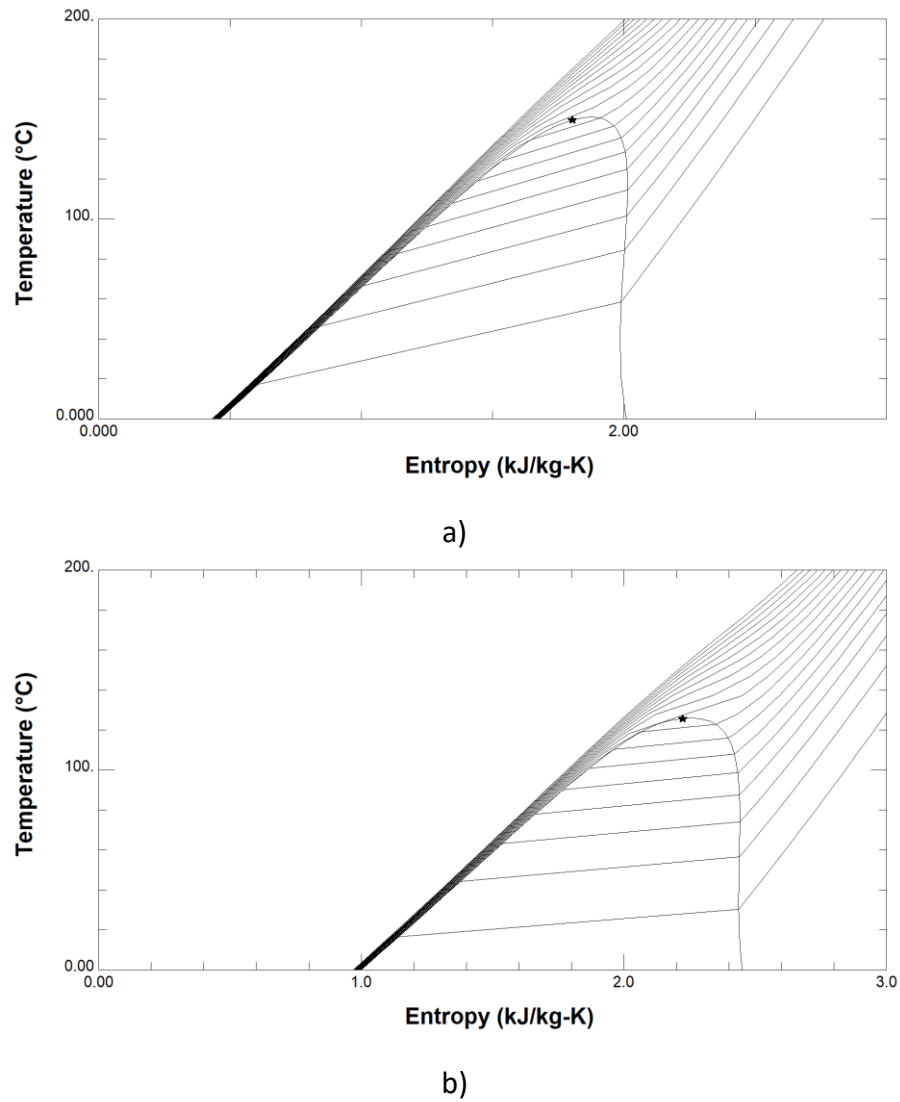 200.
100.
0.000
0.000
2.00
Temperature (°C)
Entropy (kJ/kg-K)
a)
200.
100.
0.00
0.00
1.0
2.0
3.0
Temperature (°C)
Entropy (kJ/kg-K)
b)